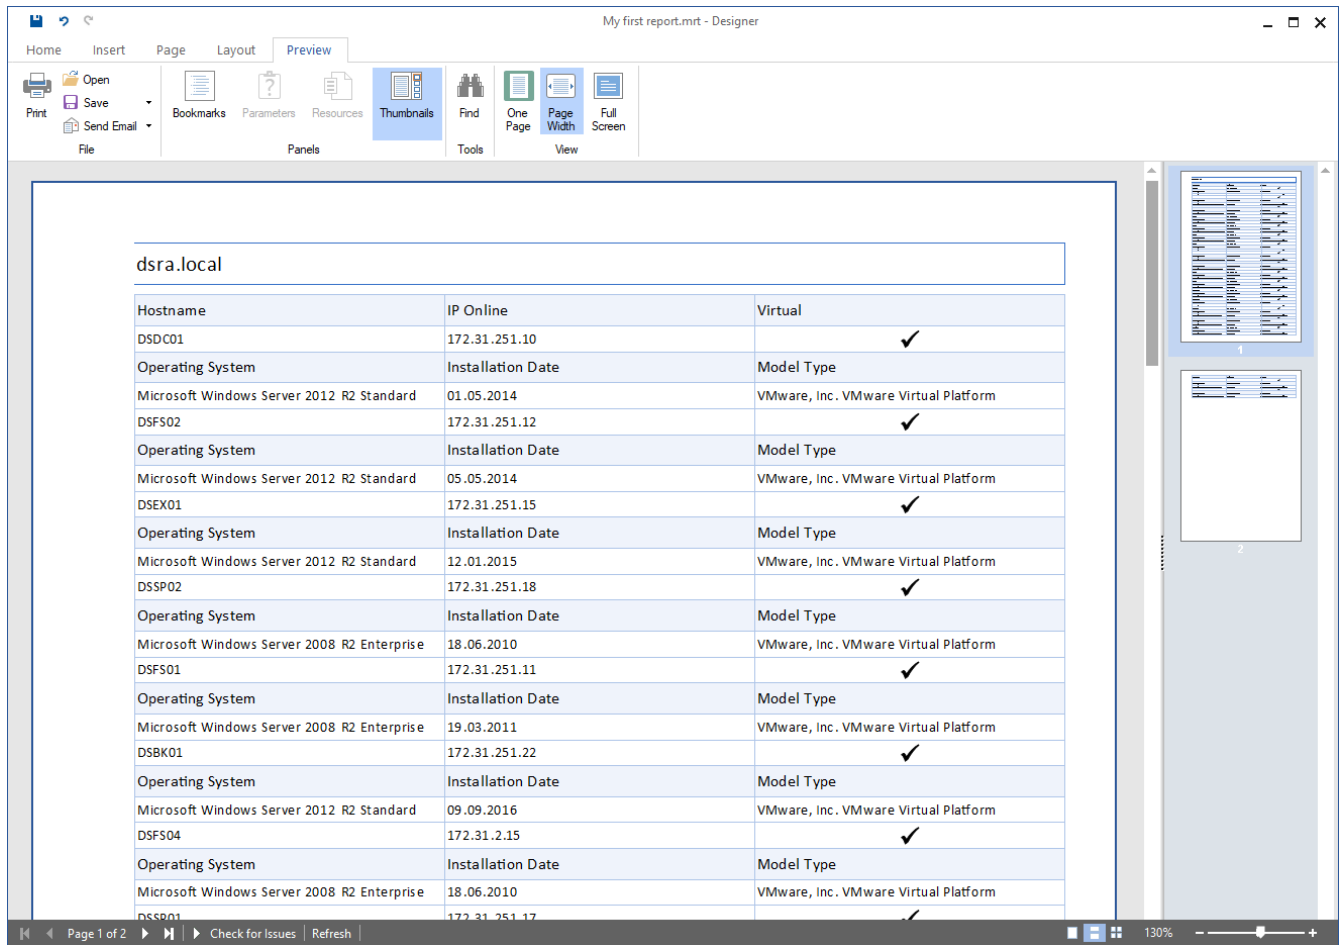 My first report.mrt - Designer
Home Insert Page Layout Preview
Print
Open
Save
Send Email
File
Bookmarks
Parameters
Resources
Thumbnails
Panels
Find
Tools
One Page
Page Width
Full Screen
View
dsra.local
Hostname IP Online Virtual
DSDC01 172.31.251.10 ✓
Operating System Installation Date Model Type
Microsoft Windows Server 2012 R2 Standard 01.05.2014 VMware, Inc. VMware Virtual Platform
DSFS02 172.31.251.12 ✓
Operating System Installation Date Model Type
Microsoft Windows Server 2012 R2 Standard 05.05.2014 VMware, Inc. VMware Virtual Platform
DSEX01 172.31.251.15 ✓
Operating System Installation Date Model Type
Microsoft Windows Server 2012 R2 Standard 12.01.2015 VMware, Inc. VMware Virtual Platform
DSSP02 172.31.251.18 ✓
Operating System Installation Date Model Type
Microsoft Windows Server 2008 R2 Enterprise 18.06.2010 VMware, Inc. VMware Virtual Platform
DSFS01 172.31.251.11 ✓
Operating System Installation Date Model Type
Microsoft Windows Server 2008 R2 Enterprise 19.03.2011 VMware, Inc. VMware Virtual Platform
DSBK01 172.31.251.22 ✓
Operating System Installation Date Model Type
Microsoft Windows Server 2012 R2 Standard 09.09.2016 VMware, Inc. VMware Virtual Platform
DSFS04 172.31.2.15 ✓
Operating System Installation Date Model Type
Microsoft Windows Server 2008 R2 Enterprise 18.06.2010 VMware, Inc. VMware Virtual Platform
DSSP01 172.31.251.17 ✓
1
2
Page 1 of 2 Check for Issues Refresh 130%